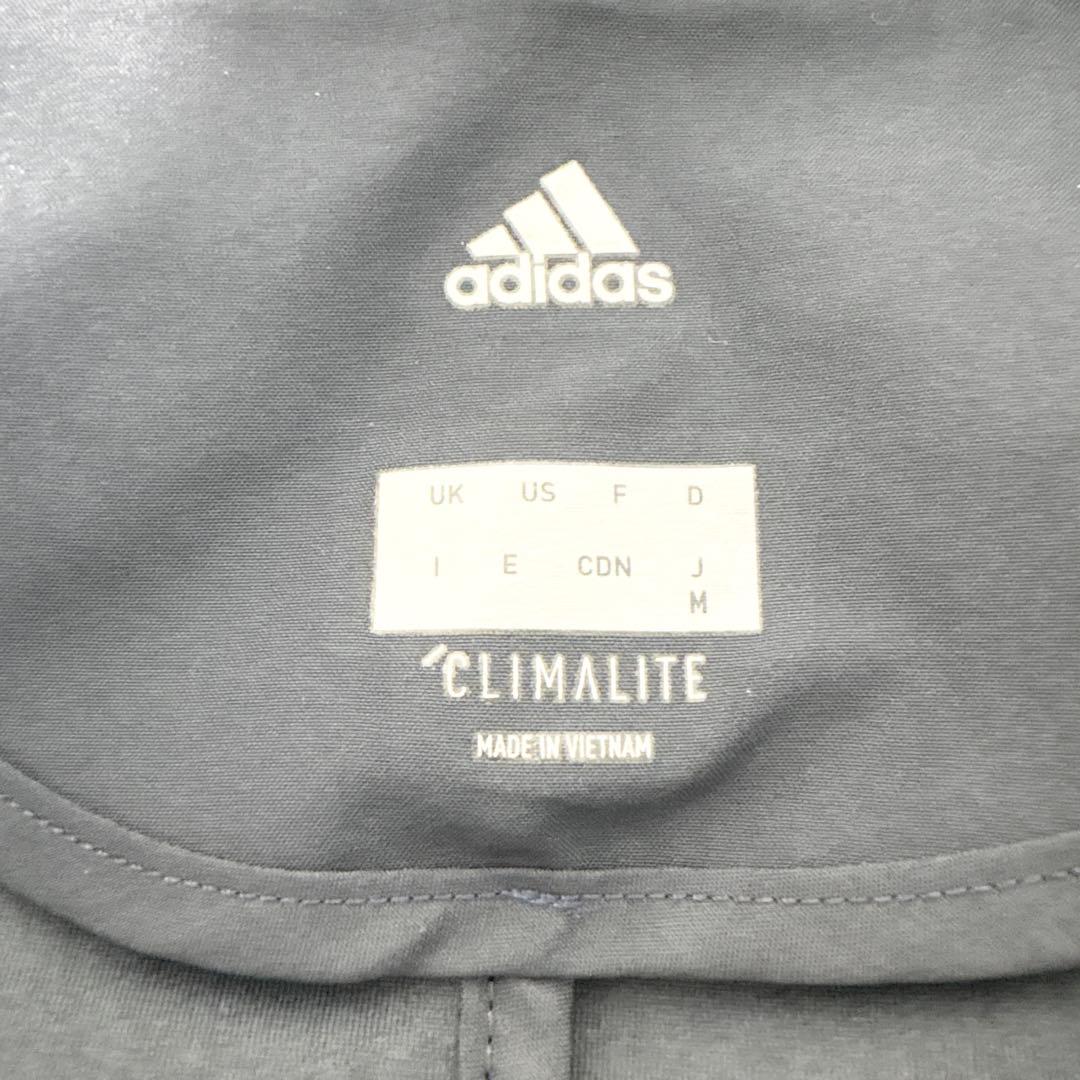 adidas
UK US F D
I E CDN J
M
CLIMALITE
MADE IN VIETNAM